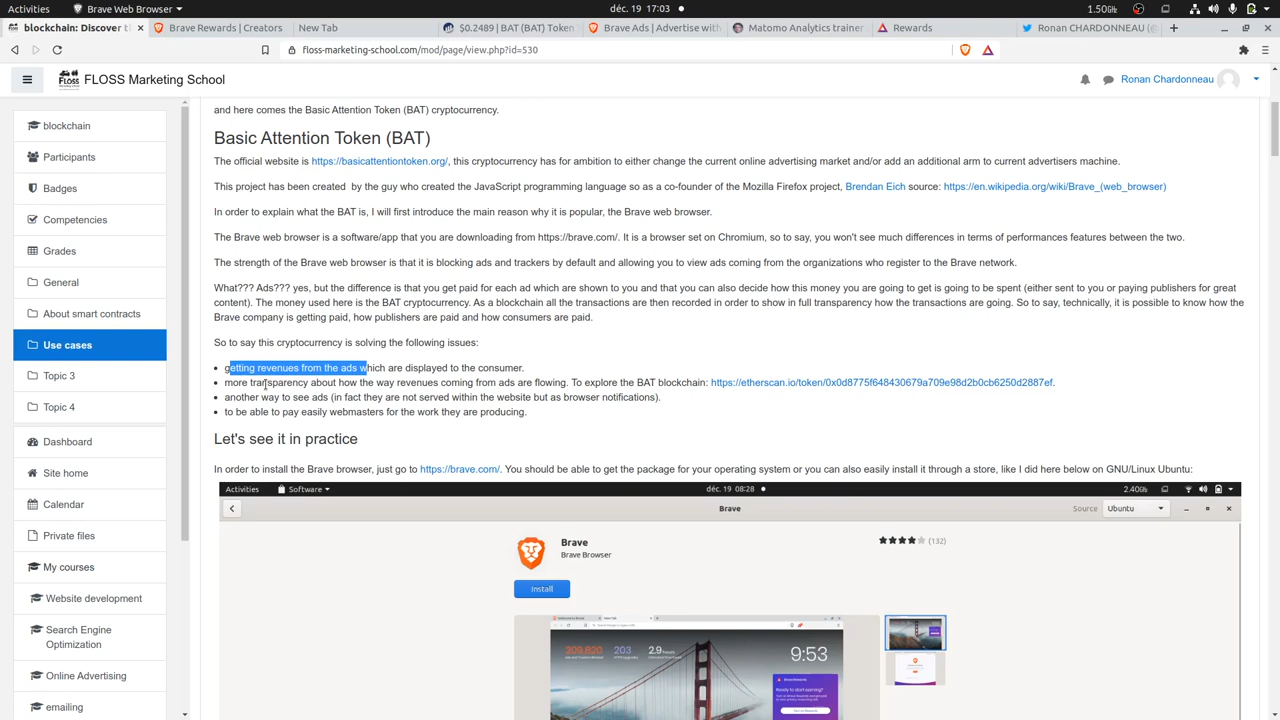 Activities Brave Web Browser déc. 19 17:03 1.50
blockchain: Discover t Brave Rewards | Creators New Tab $0.2489 | BAT (BAT) Token Brave Ads | Advertise with Matomo Analytics trainer Rewards Ronan CHARDONNEAU (@
floss-marketing-school.com/mod/page/view.php?id=530
FLOSS Marketing School Ronan Chardonneau
blockchain
Participants
Badges
Competencies
Grades
General
About smart contracts
Use cases
Topic 3
Topic 4
Dashboard
Site home
Calendar
Private files
My courses
Website development
Search Engine
Optimization
Online Advertising
emailing
and here comes the Basic Attention Token (BAT) cryptocurrency.
Basic Attention Token (BAT)
The official website is https://basicattentiontoken.org/, this cryptocurrency has for ambition to either change the current online advertising market and/or add an additional arm to current advertisers machine.
This project has been created by the guy who created the JavaScript programming language so as a co-founder of the Mozilla Firefox project, Brendan Eich source: https://en.wikipedia.org/wiki/Brave_(web_browser)
In order to explain what the BAT is, I will first introduce the main reason why it is popular, the Brave web browser.
The Brave web browser is a software/app that you are downloading from https://brave.com/. It is a browser set on Chromium, so to say, you won't see much differences in terms of performances features between the two.
The strength of the Brave web browser is that it is blocking ads and trackers by default and allowing you to view ads coming from the organizations who register to the Brave network.
What??? Ads??? yes, but the difference is that you get paid for each ad which are shown to you and that you can also decide how this money you are going to get is going to be spent (either sent to you or paying publishers for great
content). The money used here is the BAT cryptocurrency. As a blockchain all the transactions are then recorded in order to show in full transparency how the transactions are going. So to say, technically, it is possible to know how the
Brave company is getting paid, how publishers are paid and how consumers are paid.
So to say this cryptocurrency is solving the following issues:
getting revenues from the ads which are displayed to the consumer.
more transparency about how the way revenues coming from ads are flowing. To explore the BAT blockchain: https://etherscan.io/token/0x0d8775f648430679a709e98d2b0cb6250d2887ef.
another way to see ads (in fact they are not served within the website but as browser notifications).
to be able to pay easily webmasters for the work they are producing.
Let's see it in practice
In order to install the Brave browser, just go to https://brave.com/. You should be able to get the package for your operating system or you can also easily install it through a store, like I did here below on GNU/Linux Ubuntu:
Activities Software déc. 19 08:28 2.40
Brave Source Ubuntu
Brave
Brave Browser
(132)
Install
209,820 103 2.9 9:53